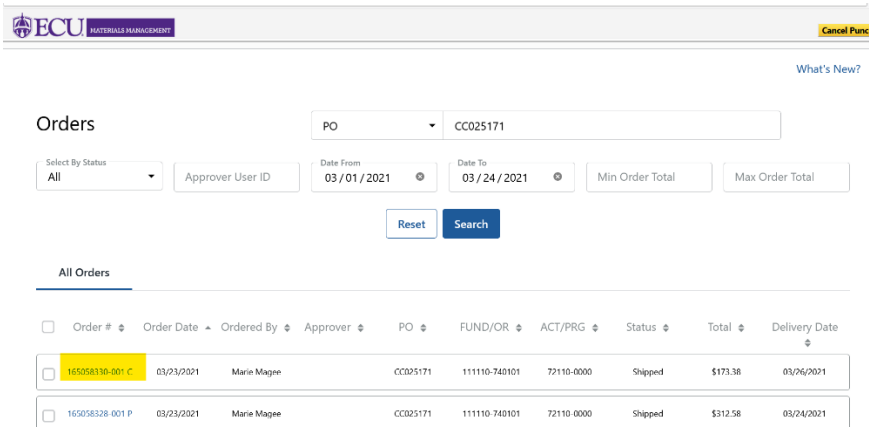 ECU MATERIALS MANAGEMENT
Cancel Punc
What's New?
Orders PO CC025171
Select By Status Date From Date To
All Approver User ID 03 / 01 / 2021 03 / 24 / 2021 Min Order Total Max Order Total
Reset Search
All Orders
Order # Order Date Ordered By Approver PO FUND/OR ACT/PRG Status Total Delivery Date
165058330-001 C 03/23/2021 Marie Magee CC025171 111110-740101 72110-0000 Shipped $173.38 03/26/2021
165058328-001 P 03/23/2021 Marie Magee CC025171 111110-740101 72110-0000 Shipped $312.58 03/24/2021